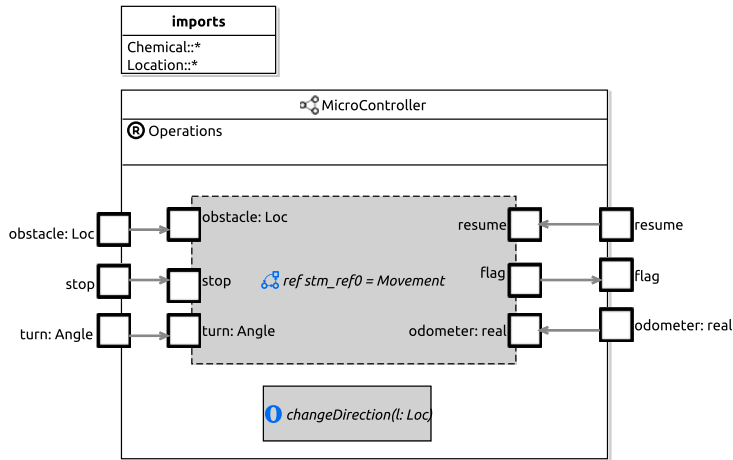 imports
Chemical::*
Location::*
MicroController
R Operations
obstacle: Loc
obstacle: Loc
resume
resume
stop
stop
ref stm_ref0 = Movement
flag
flag
turn: Angle
turn: Angle
odometer: real
odometer: real
O changeDirection(l: Loc)